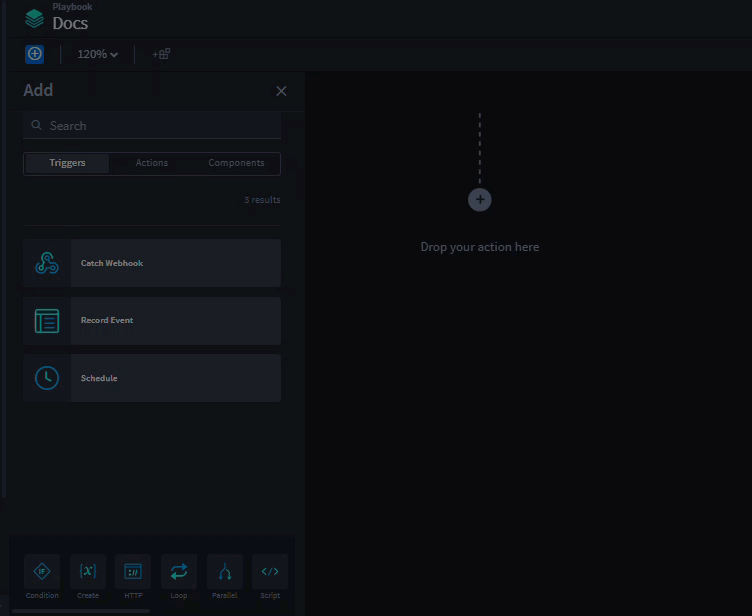 Playbook
Docs
120%
Add
Search
Triggers Actions Components
3 results
Catch Webhook
Record Event
Schedule
Drop your action here
IF
{x}
://
</>
Condition Create HTTP Loop Parallel Script